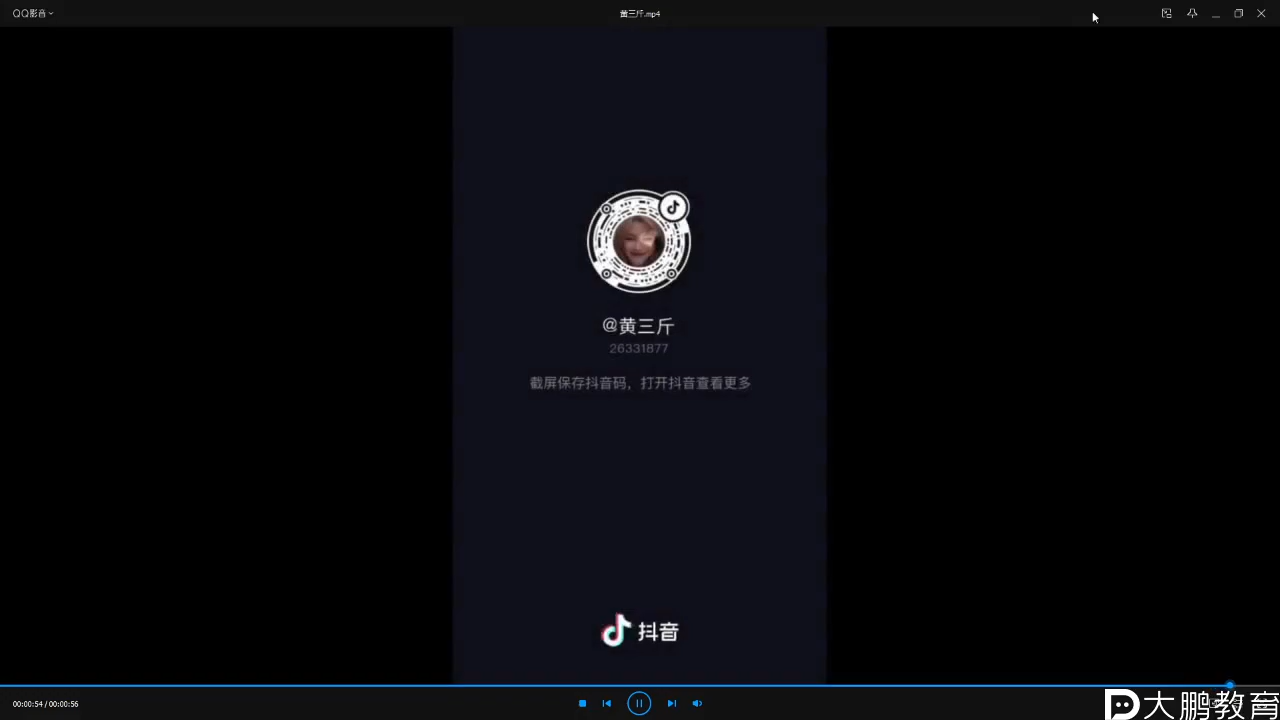 QQ影音
黄三斤.mp4
@黄三斤
26331877
截屏保存抖音码，打开抖音查看更多
抖音
00:00:54 / 00:00:56
大鹏教育